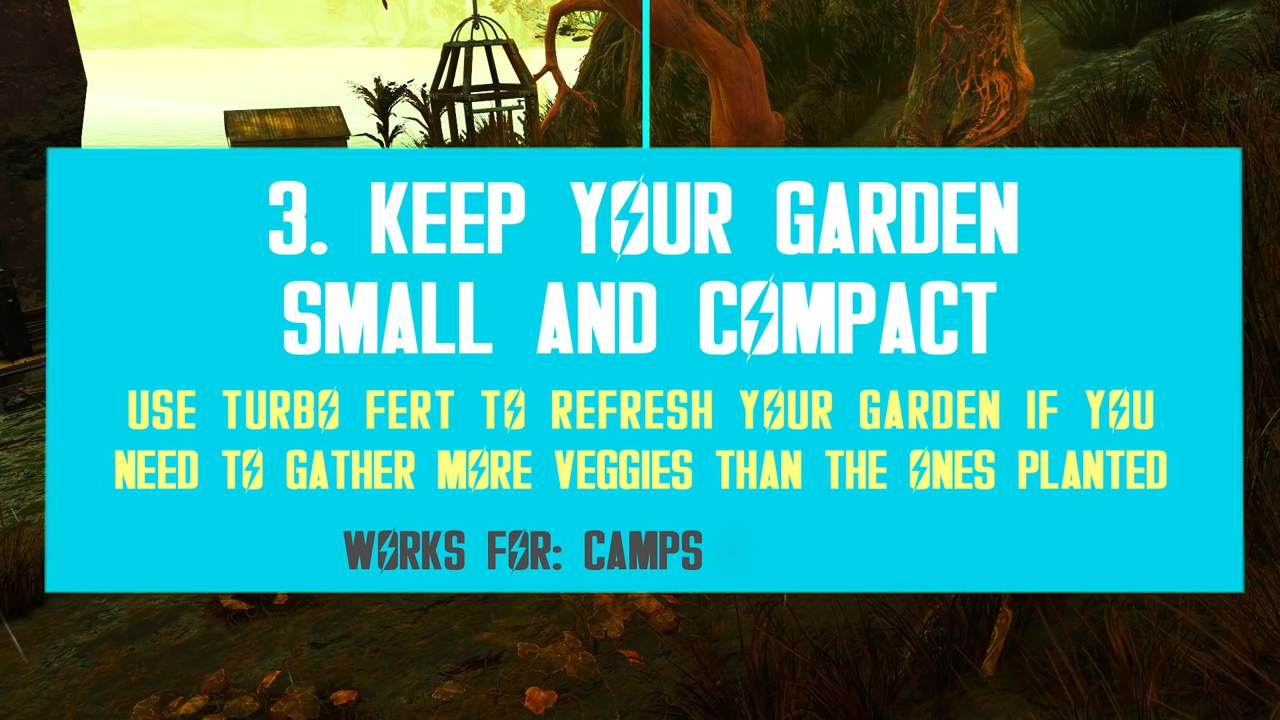 3. KEEP YOUR GARDEN
SMALL AND COMPACT
USE TURBO FERT TO REFRESH YOUR GARDEN IF YOU
NEED TO GATHER MORE VEGGIES THAN THE ONES PLANTED
WORKS FOR: CAMPS